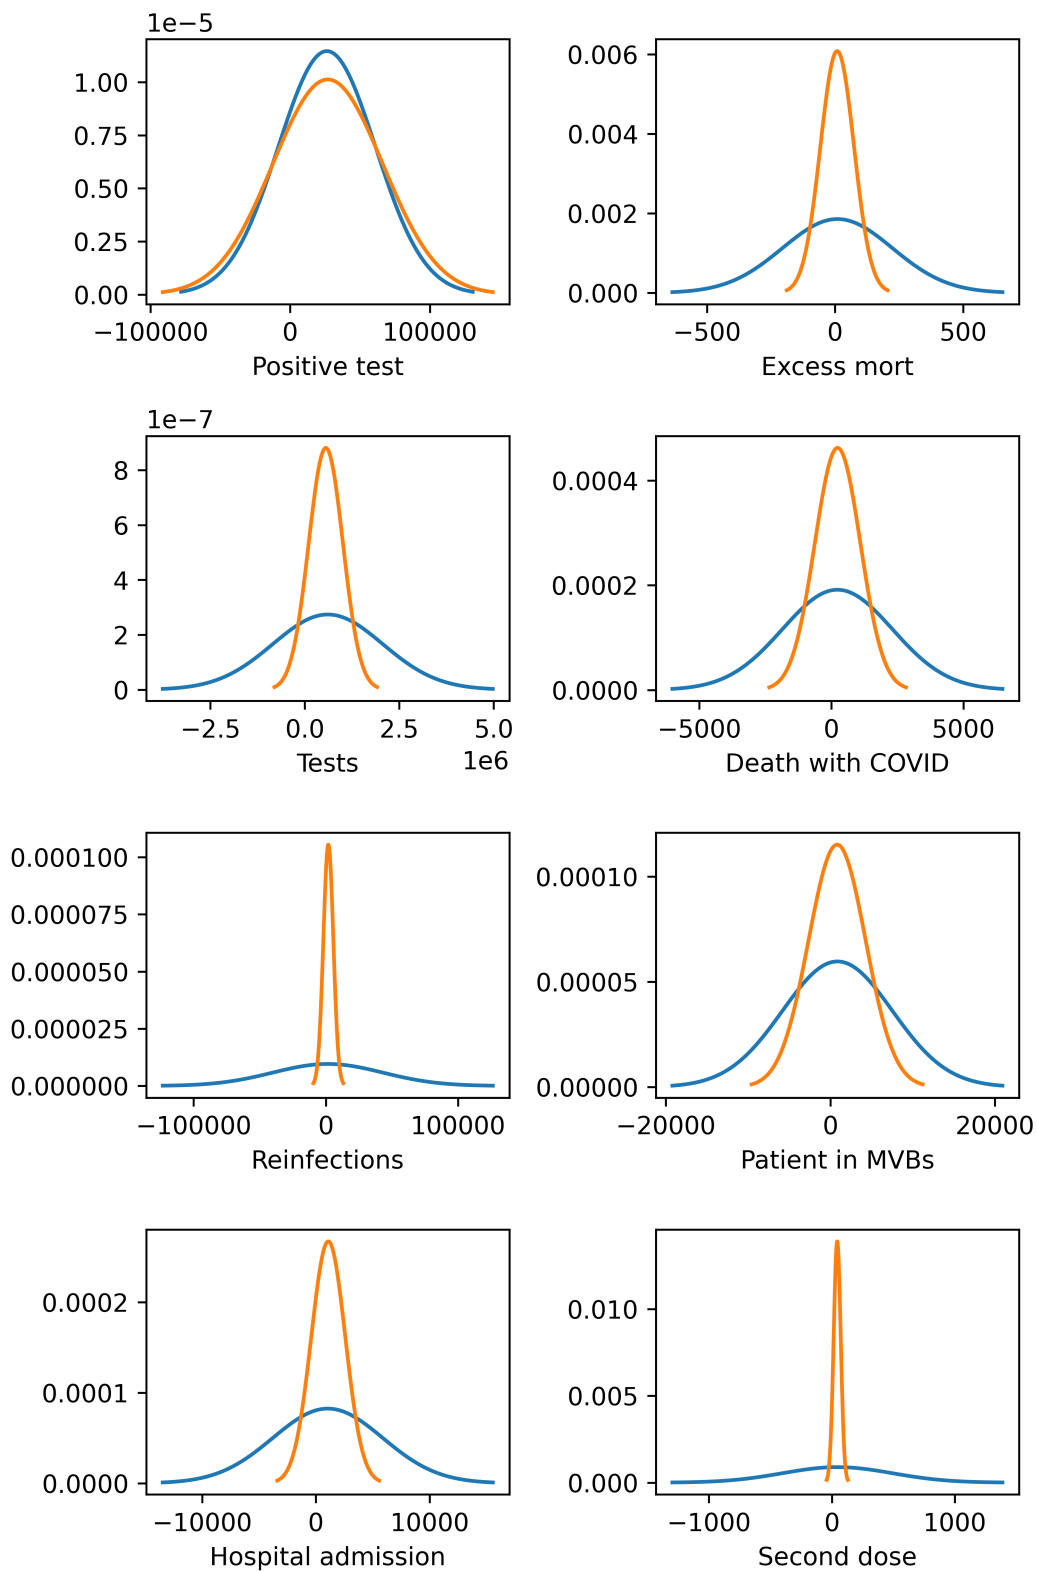 1e−5
1.00
0.75
0.50
0.25
0.00
−100000 0 100000
Positive test
0.006
0.004
0.002
0.000
−500 0 500
Excess mort
1e−7
8
6
4
2
0
−2.5 0.0 2.5 5.0
Tests 1e6
0.0004
0.0002
0.0000
−5000 0 5000
Death with COVID
0.000100
0.000075
0.000050
0.000025
0.000000
−100000 0 100000
Reinfections
0.00010
0.00005
0.00000
−20000 0 20000
Patient in MVBs
0.0002
0.0001
0.0000
−10000 0 10000
Hospital admission
0.010
0.005
0.000
−1000 0 1000
Second dose